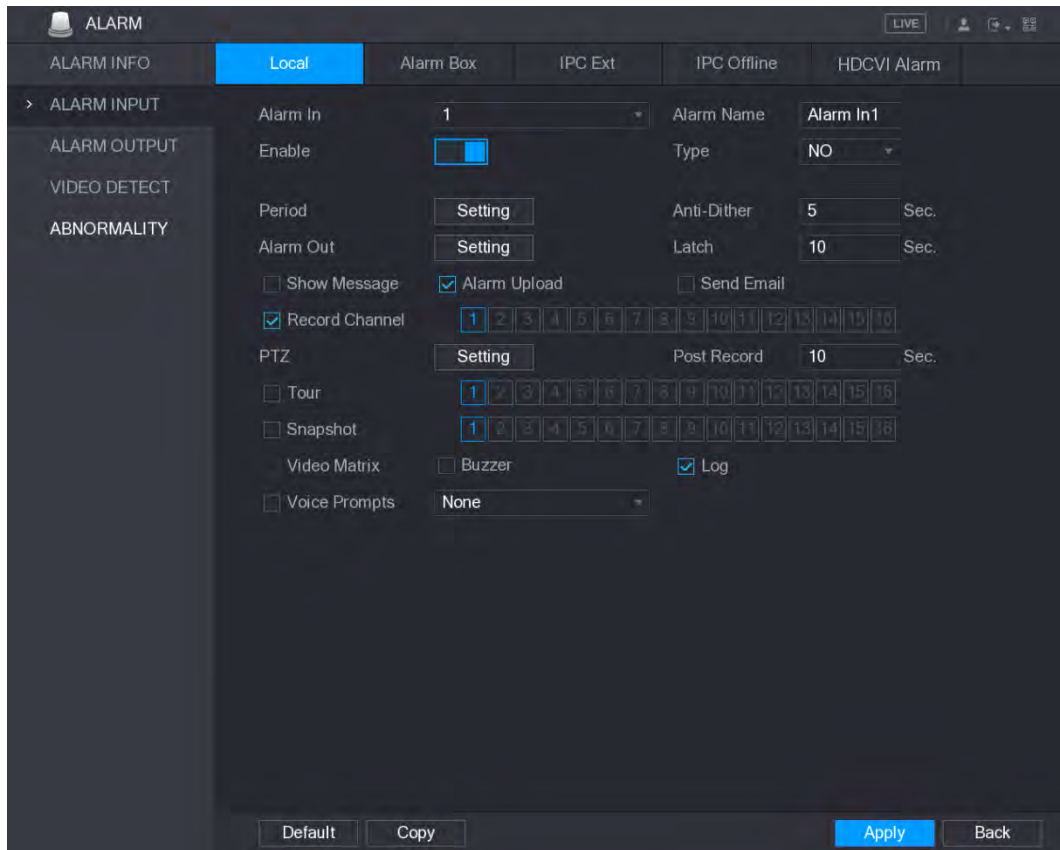 ALARM
LIVE
ALARM INFO
ALARM INPUT
ALARM OUTPUT
VIDEO DETECT
ABNORMALITY
Local Alarm Box IPC Ext IPC Offline HDCVI Alarm
Alarm In 1 Alarm Name Alarm In1
Enable Type NO
Period Setting Anti-Dither 5 Sec.
Alarm Out Setting Latch 10 Sec.
Show Message Alarm Upload Send Email
Record Channel 1 2 3 4 5 6 7 8 9 10 11 12 13 14 15 16
PTZ Setting Post Record 10 Sec.
Tour 1 2 3 4 5 6 7 8 9 10 11 12 13 14 15 16
Snapshot 1 2 3 4 5 6 7 8 9 10 11 12 13 14 15 16
Video Matrix Buzzer Log
Voice Prompts None
Default Copy Apply Back